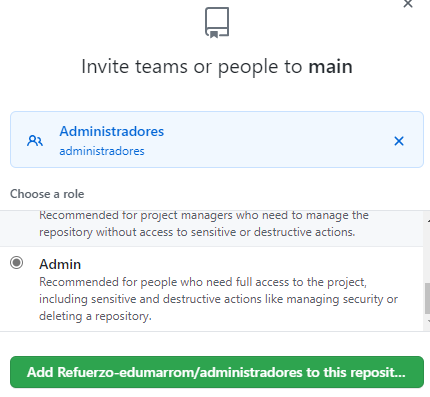 Invite teams or people to main
Administradores
administradores
Choose a role
Recommended for project managers who need to manage the
repository without access to sensitive or destructive actions.
Admin
Recommended for people who need full access to the project,
including sensitive and destructive actions like managing security or
deleting a repository.
Add Refuerzo-edumarrom/administradores to this reposit...